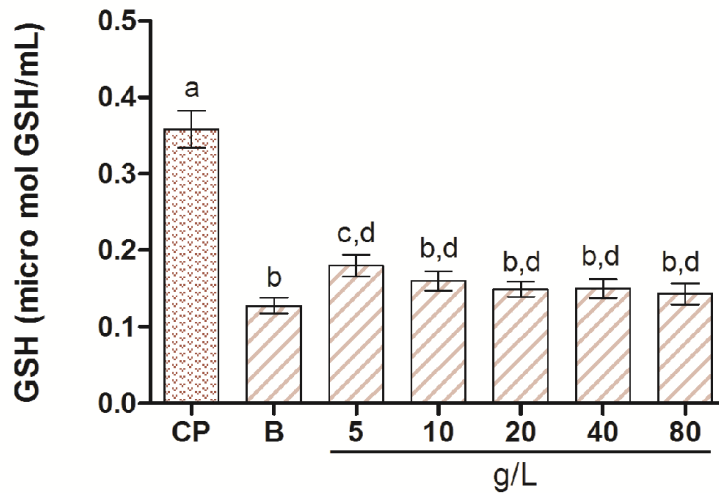 GSH (micro mol GSH/mL)
0.5
0.4
0.3
0.2
0.1
0.0
a
b
c,d
b,d
b,d
b,d
b,d
CP B 5 10 20 40 80
g/L